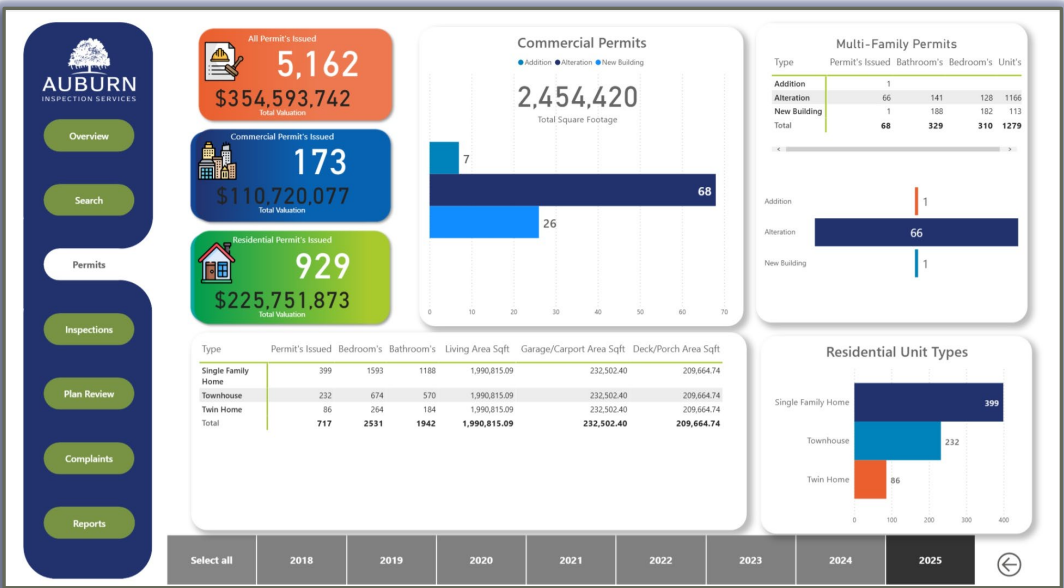 AUBURN
INSPECTION SERVICES
Overview
Search
Permits
Inspections
Plan Review
Complaints
Reports
All Permit's Issued
5,162
$354,593,742
Total Valuation
Commercial Permit's Issued
173
$110,720,077
Total Valuation
Residential Permit's Issued
929
$225,751,873
Total Valuation
Commercial Permits
Addition Alteration New Building
2,454,420
Total Square Footage
7
68
26
0 10 20 30 40 50 60 70
Multi-Family Permits
Type Permit's Issued Bathroom's Bedroom's Unit's
Addition 1
Alteration 66 141 128 1166
New Building 1 188 182 113
Total 68 329 310 1279
Addition 1
Alteration 66
New Building 1
Type Permit's Issued Bedroom's Bathroom's Living Area Sqft Garage/Carport Area Sqft Deck/Porch Area Sqft
Single Family 399 1593 1188 1,990,815.09 232,502.40 209,664.74
Home
Townhouse 232 674 570 1,990,815.09 232,502.40 209,664.74
Twin Home 86 264 184 1,990,815.09 232,502.40 209,664.74
Total 717 2531 1942 1,990,815.09 232,502.40 209,664.74
Residential Unit Types
Single Family Home 399
Townhouse 232
Twin Home 86
0 100 200 300 400
Select all 2018 2019 2020 2021 2022 2023 2024 2025